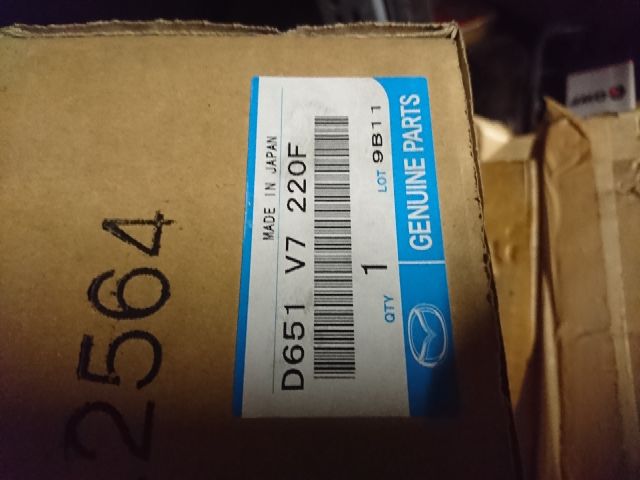 2564
MADE IN JAPAN
D651 V7 220F
QTY 1
LOT 9B11
GENUINE PARTS